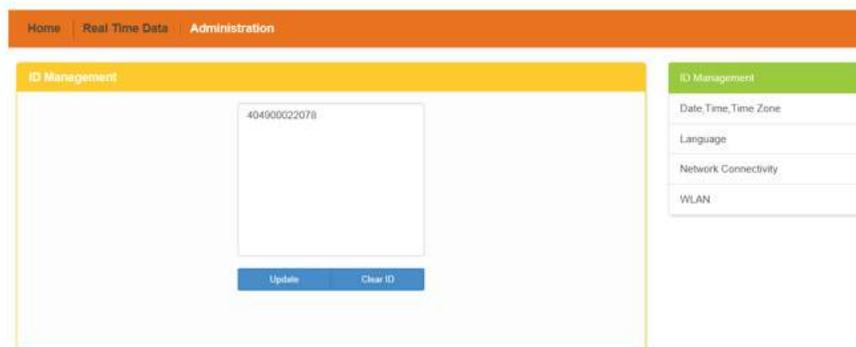 Home Real Time Data Administration
ID Management
404900022078
Update Clear ID
ID Management
Date,Time,Time Zone
Language
Network Connectivity
WLAN